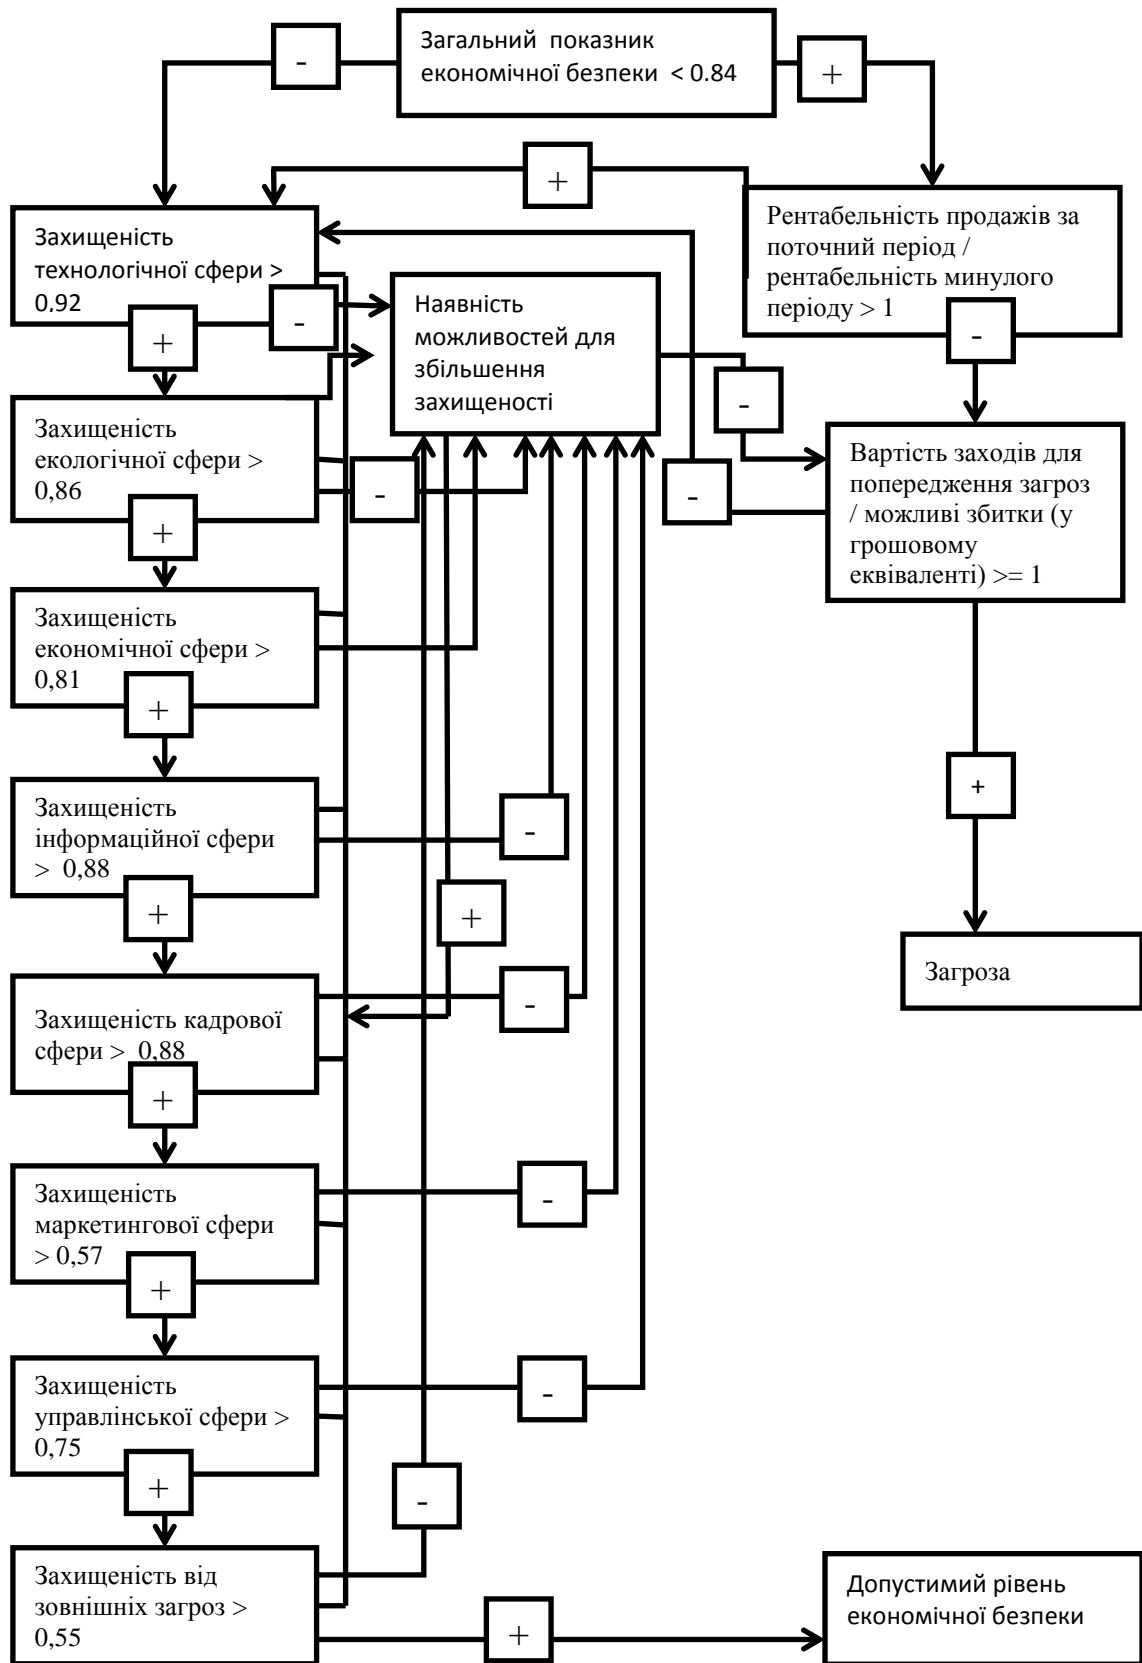 Загальний показник
економічної безпеки < 0.84
-
+
+
Захищеність
технологічної сфери >
0,92
+
-
Наявність
можливостей для
збільшення
захищеності
Рентабельність продажів за
поточний період /
рентабельність минулого
періоду > 1
-
-
Захищеність
екологічної сфери >
0,86
+
-
-
Вартість заходів для
попередження загроз
/ можливі збитки (у
грошовому
еквіваленті) >= 1
+
Захищеність
економічної сфери >
0,81
+
Захищеність
інформаційної сфери
> 0,88
+
-
+
Загроза
Захищеність кадрової
сфери > 0,88
+
-
Захищеність
маркетингової сфери
> 0,57
+
-
Захищеність
управлінської сфери >
0,75
+
-
-
Захищеність від
зовнішніх загроз >
0,55
+
Допустимий рівень
економічної безпеки